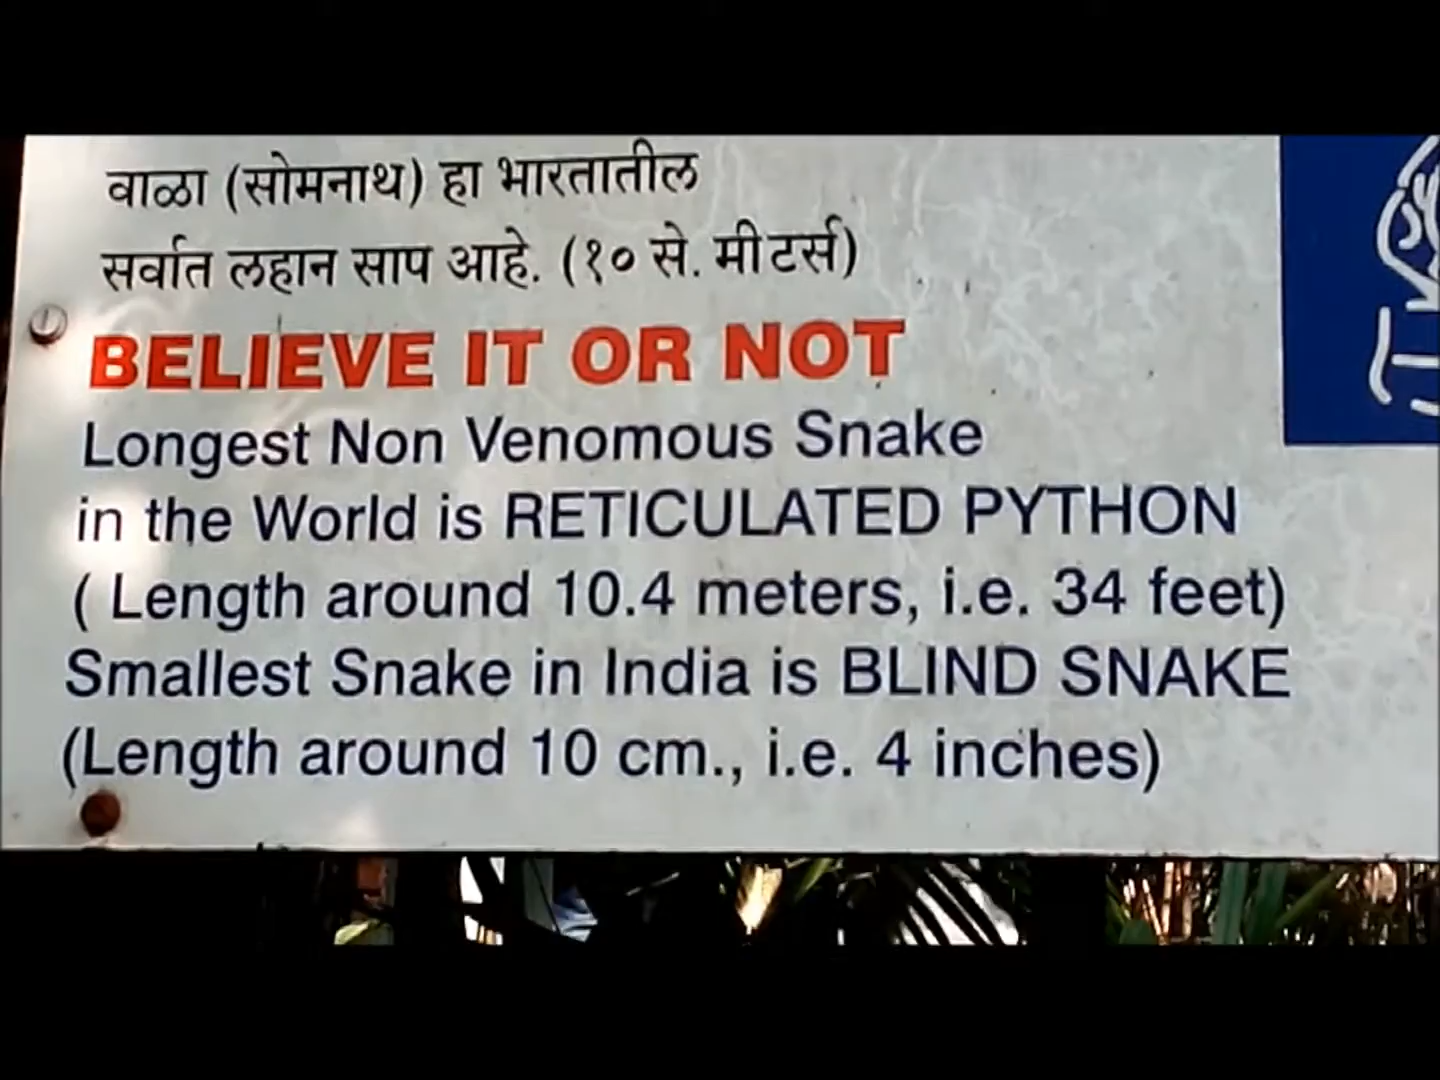 वाळा (सोमनाथ) हा भारतातील
सर्वात लहान साप आहे. (१० से. मीटर्स)
BELIEVE IT OR NOT
Longest Non Venomous Snake
in the World is RETICULATED PYTHON
( Length around 10.4 meters, i.e. 34 feet)
Smallest Snake in India is BLIND SNAKE
(Length around 10 cm., i.e. 4 inches)